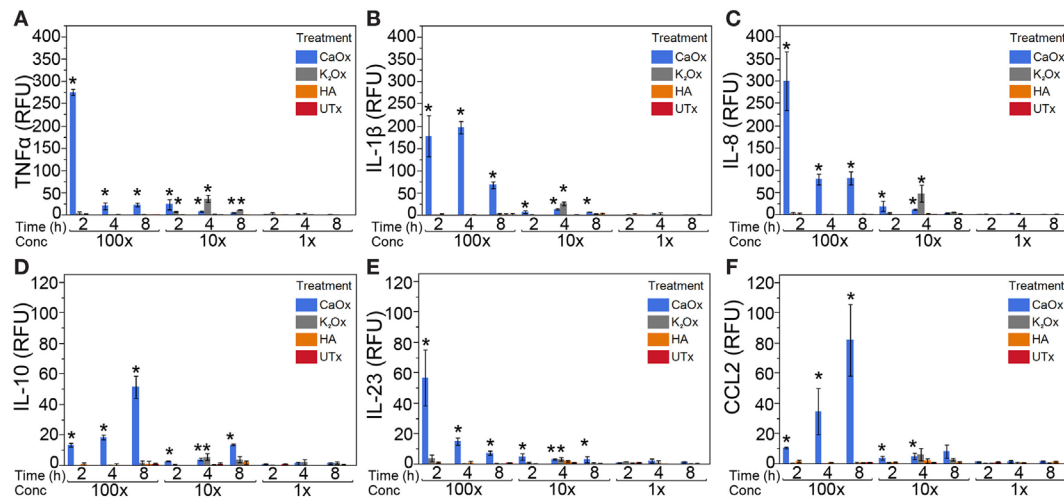 A
TNFα (RFU)
400
350
300
250
200
150
100
50
0
* * * * * * * **
Treatment
CaOx
K₂Ox
HA
UTx
Time (h) 2 4 8 2 4 8 2 4 8
Conc 100x 10x 1x
B
IL-1β (RFU)
400
350
300
250
200
150
100
50
0
* * * * * * *
Treatment
CaOx
K₂Ox
HA
UTx
Time (h) 2 4 8 2 4 8 2 4 8
Conc 100x 10x 1x
C
IL-8 (RFU)
400
350
300
250
200
150
100
50
0
* * * * * *
Treatment
CaOx
K₂Ox
HA
UTx
Time (h) 2 4 8 2 4 8 2 4 8
Conc 100x 10x 1x
D
IL-10 (RFU)
120
100
80
60
40
20
0
* * * * ** *
Treatment
CaOx
K₂Ox
HA
UTx
Time (h) 2 4 8 2 4 8 2 4 8
Conc 100x 10x 1x
E
IL-23 (RFU)
120
100
80
60
40
20
0
* * * * ** *
Treatment
CaOx
K₂Ox
HA
UTx
Time (h) 2 4 8 2 4 8 2 4 8
Conc 100x 10x 1x
F
CCL2 (RFU)
120
100
80
60
40
20
0
* * * * *
Treatment
CaOx
K₂Ox
HA
UTx
Time (h) 2 4 8 2 4 8 2 4 8
Conc 100x 10x 1x